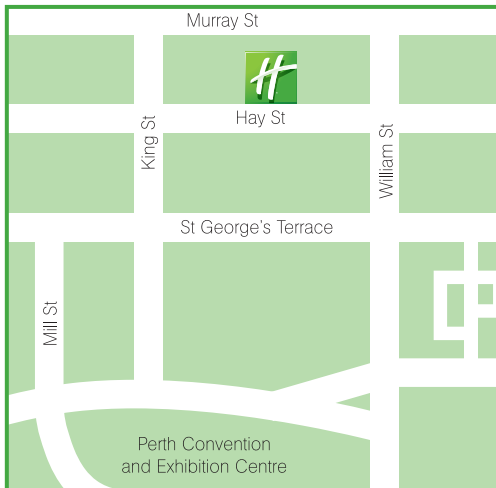 Murray St
H
Hay St
King St
William St
St George's Terrace
Mill St
Perth Convention
and Exhibition Centre